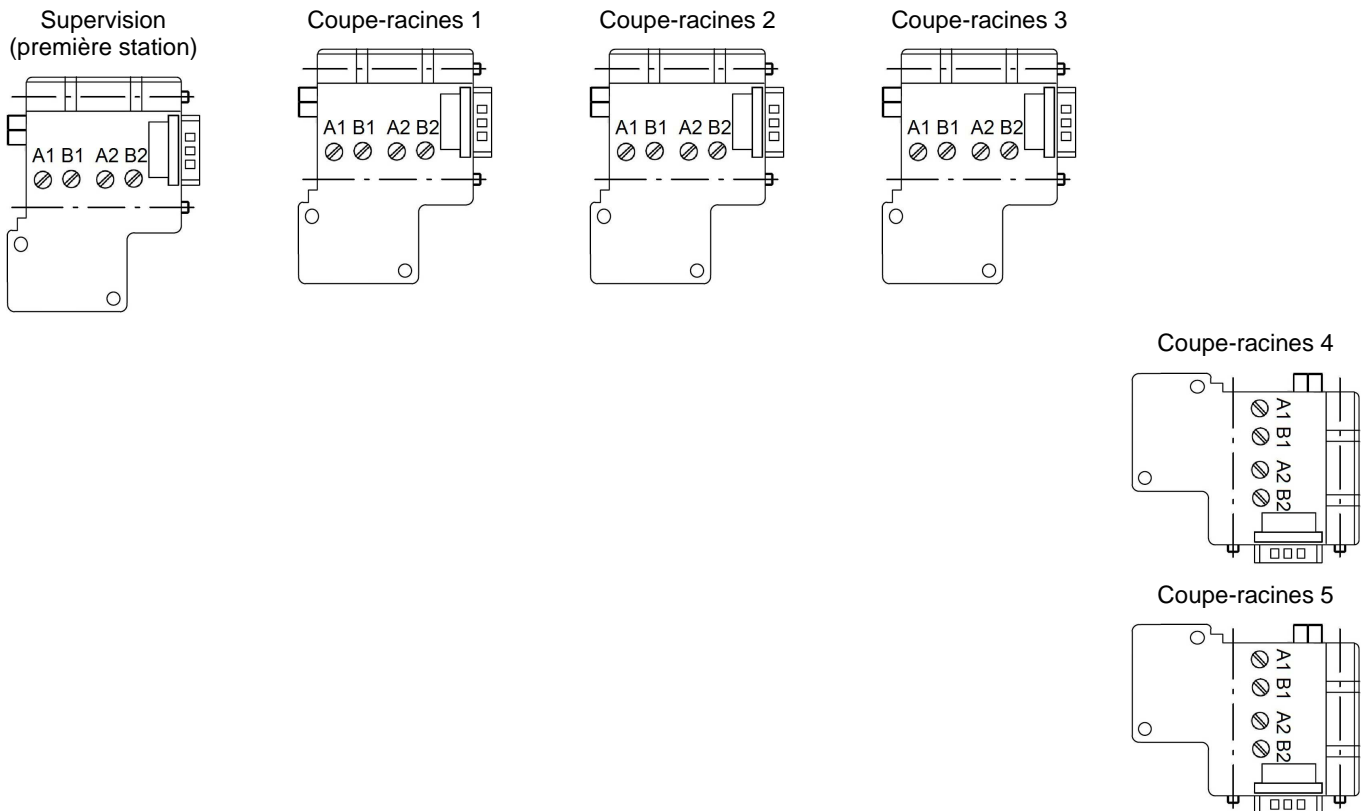 Supervision
(première station)
Coupe-racines 1
Coupe-racines 2
Coupe-racines 3
A1 B1 A2 B2
A1 B1 A2 B2
A1 B1 A2 B2
A1 B1 A2 B2
Coupe-racines 4
A1 B1 A2 B2
Coupe-racines 5
A1 B1 A2 B2